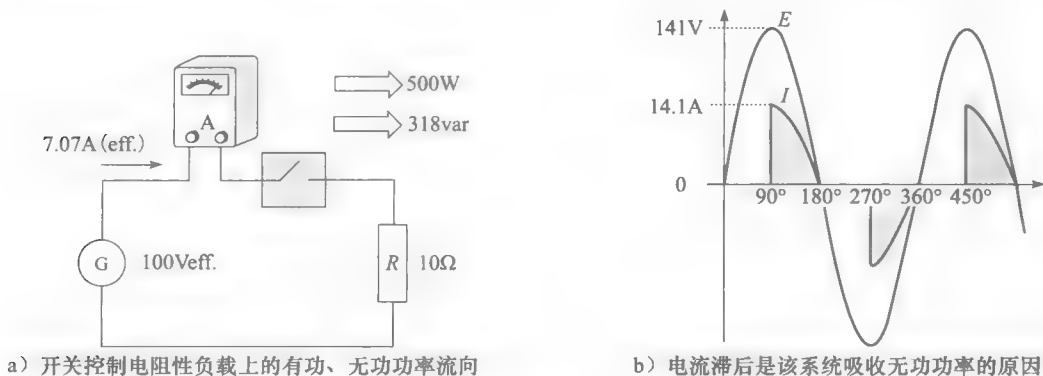 A
500W
318var
7.07A(eff.)
G
100Veff.
R
10Ω
a）开关控制电阻性负载上的有功、无功功率流向
141V
E
14.1A
I
0
90°
180°
270°
360°
450°
b）电流滞后是该系统吸收无功功率的原因